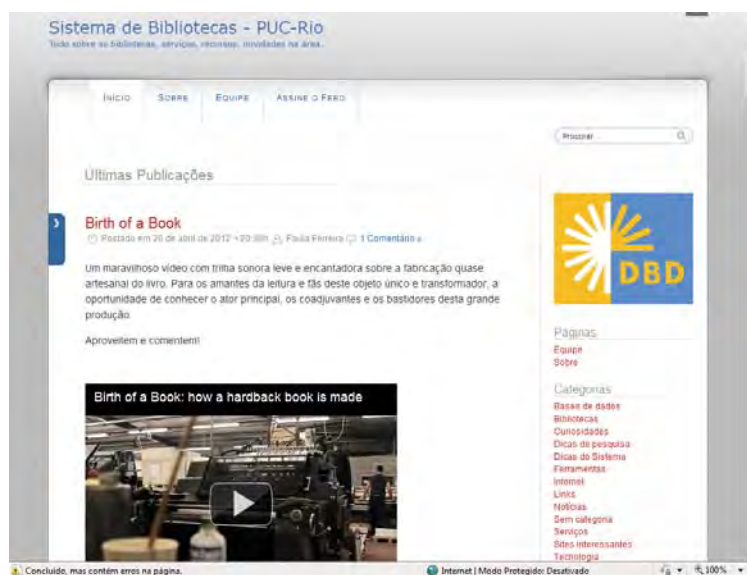 Sistema de Bibliotecas - PUC-Rio
Tudo sobre as bibliotecas, serviços, recursos, novidades na área.
INÍCIO SOBRE EQUIPE ASSINE O FEED
Procurar...
Últimas Publicações
Birth of a Book
Postado em 20 de abril de 2012 Paula Ferreira 1 Comentário »
Um maravilhoso vídeo com trilha sonora leve e encantadora sobre a fabricação quase
artesanal do livro. Para os amantes da leitura e fãs deste objeto único e transformador, a
oportunidade de conhecer o ator principal, os coadjuvantes e os bastidores desta grande
produção.
Aproveitem e comentem!
Birth of a Book: how a hardback book is made
DBD
Páginas
Equipe
Sobre
Categorias
Bases de dados
Bibliotecas
Curiosidades
Dicas de pesquisa
Dicas do Sistema
Ferramentas
Internet
Links
Notícias
Sem categoria
Serviços
Sites interessantes
Tecnologia
Concluído, mas contém erros na página.
Internet | Modo Protegido: Desativado
100%